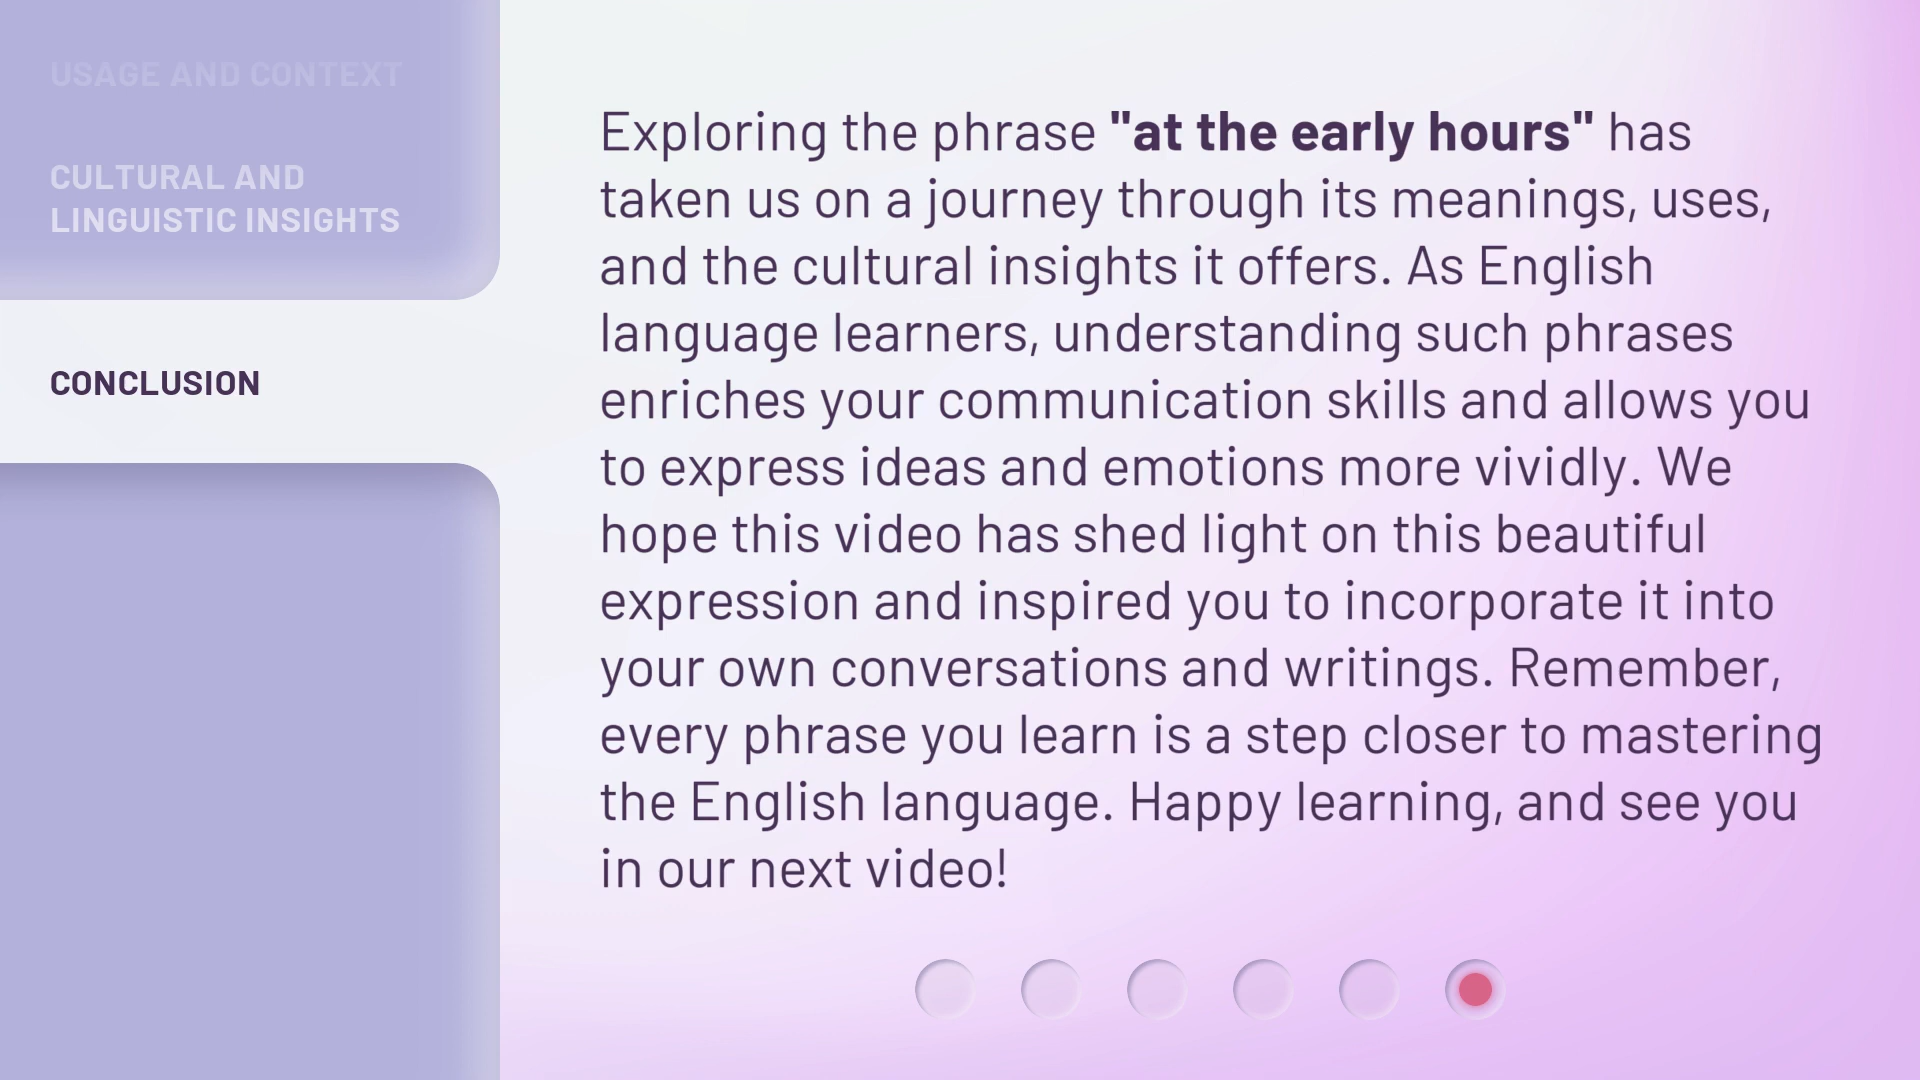 USAGE AND CONTEXT
CULTURAL AND
LINGUISTIC INSIGHTS
CONCLUSION
Exploring the phrase "at the early hours" has
taken us on a journey through its meanings, uses,
and the cultural insights it offers. As English
language learners, understanding such phrases
enriches your communication skills and allows you
to express ideas and emotions more vividly. We
hope this video has shed light on this beautiful
expression and inspired you to incorporate it into
your own conversations and writings. Remember,
every phrase you learn is a step closer to mastering
the English language. Happy learning, and see you
in our next video!